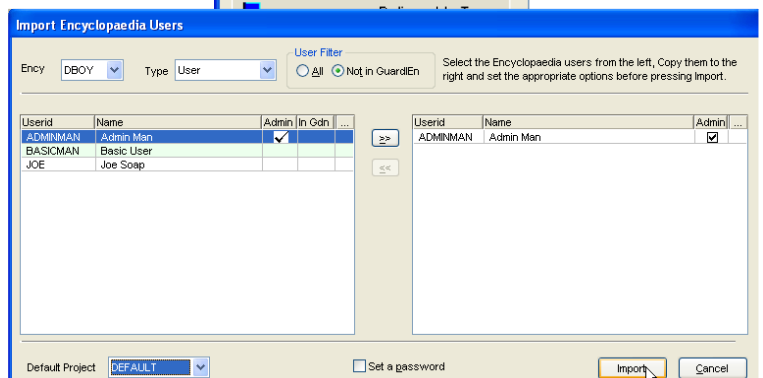 Import Encyclopaedia Users
Ency DBOY Type User
User Filter
All Not in GuardIEn
Select the Encyclopaedia users from the left, Copy them to the
right and set the appropriate options before pressing Import.
Userid Name Admin In Gdn ...
ADMINMAN Admin Man
BASICMAN Basic User
JOE Joe Soap
>>
<<
Userid Name Admin ...
ADMINMAN Admin Man
Default Project DEFAULT
Set a password
Import
Cancel